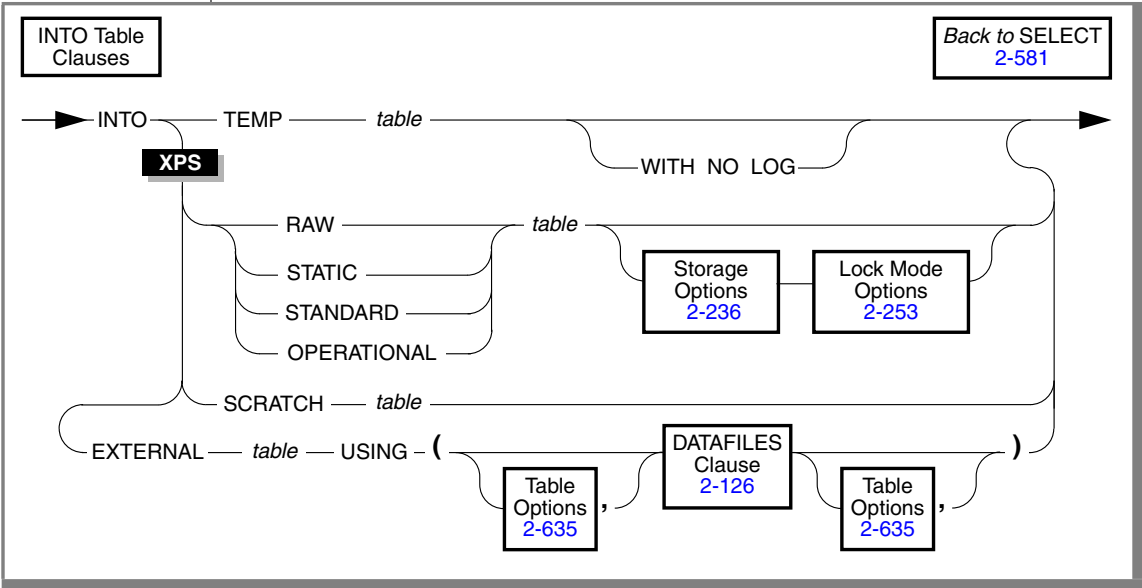 INTO Table
Clauses
Back to SELECT
2-581
INTO TEMP table
WITH NO LOG
XPS
RAW table
STATIC
STANDARD
OPERATIONAL
Storage
Options
2-236
Lock Mode
Options
2-253
SCRATCH table
EXTERNAL table USING ( )
Table
Options
2-635
,
DATAFILES
Clause
2-126
Table
Options
2-635
,